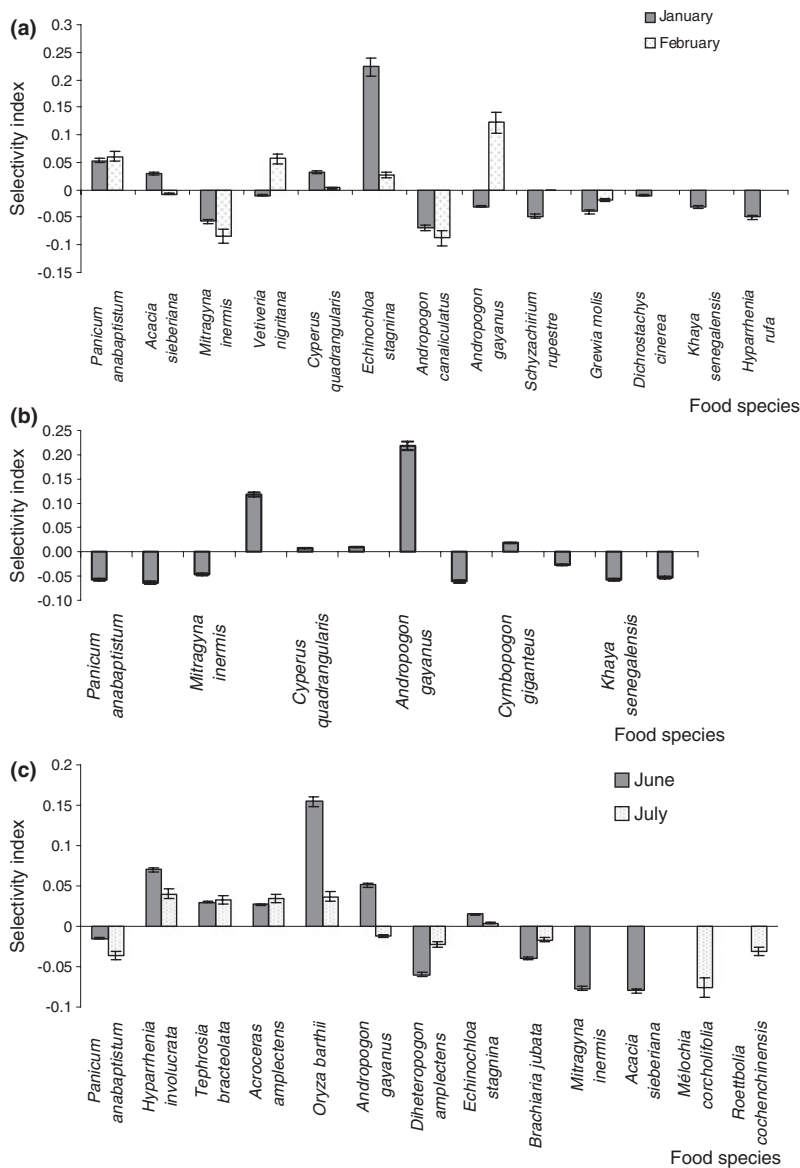 (a)
January
February
Selectivity index
0.3
0.25
0.2
0.15
0.1
0.05
0
-0.05
-0.1
-0.15
Panicum
anabaptistum
Acacia
sieberiana
Mitragyna
inermis
Vetiveria
nigritana
Cyperus
quadrangularis
Echinochloa
stagnina
Andropogon
canaliculatus
Andropogon
gayanus
Schyzachirium
rupestre
Grewia molis
Dichrostachys
cinerea
Khaya
senegalensis
Hyparrhenia
rufa
Food species
(b)
Selectivity index
0.25
0.20
0.15
0.10
0.05
0.00
-0.05
-0.10
Panicum
anabaptistum
Mitragyna
inermis
Cyperus
quadrangularis
Andropogon
gayanus
Cymbopogon
giganteus
Khaya
senegalensis
Food species
(c)
June
July
Selectivity index
0.2
0.15
0.1
0.05
0
-0.05
-0.1
Panicum
anabaptistum
Hyparrhenia
involucrata
Tephrosia
bracteolata
Acroceras
amplectens
Oryza barthii
Andropogon
gayanus
Diheteropogon
amplectens
Echinochloa
stagnina
Brachiaria jubata
Mitragyna
inermis
Acacia
sieberiana
Mélochia
corcholifolia
Roettbolia
cochenchinensis
Food species